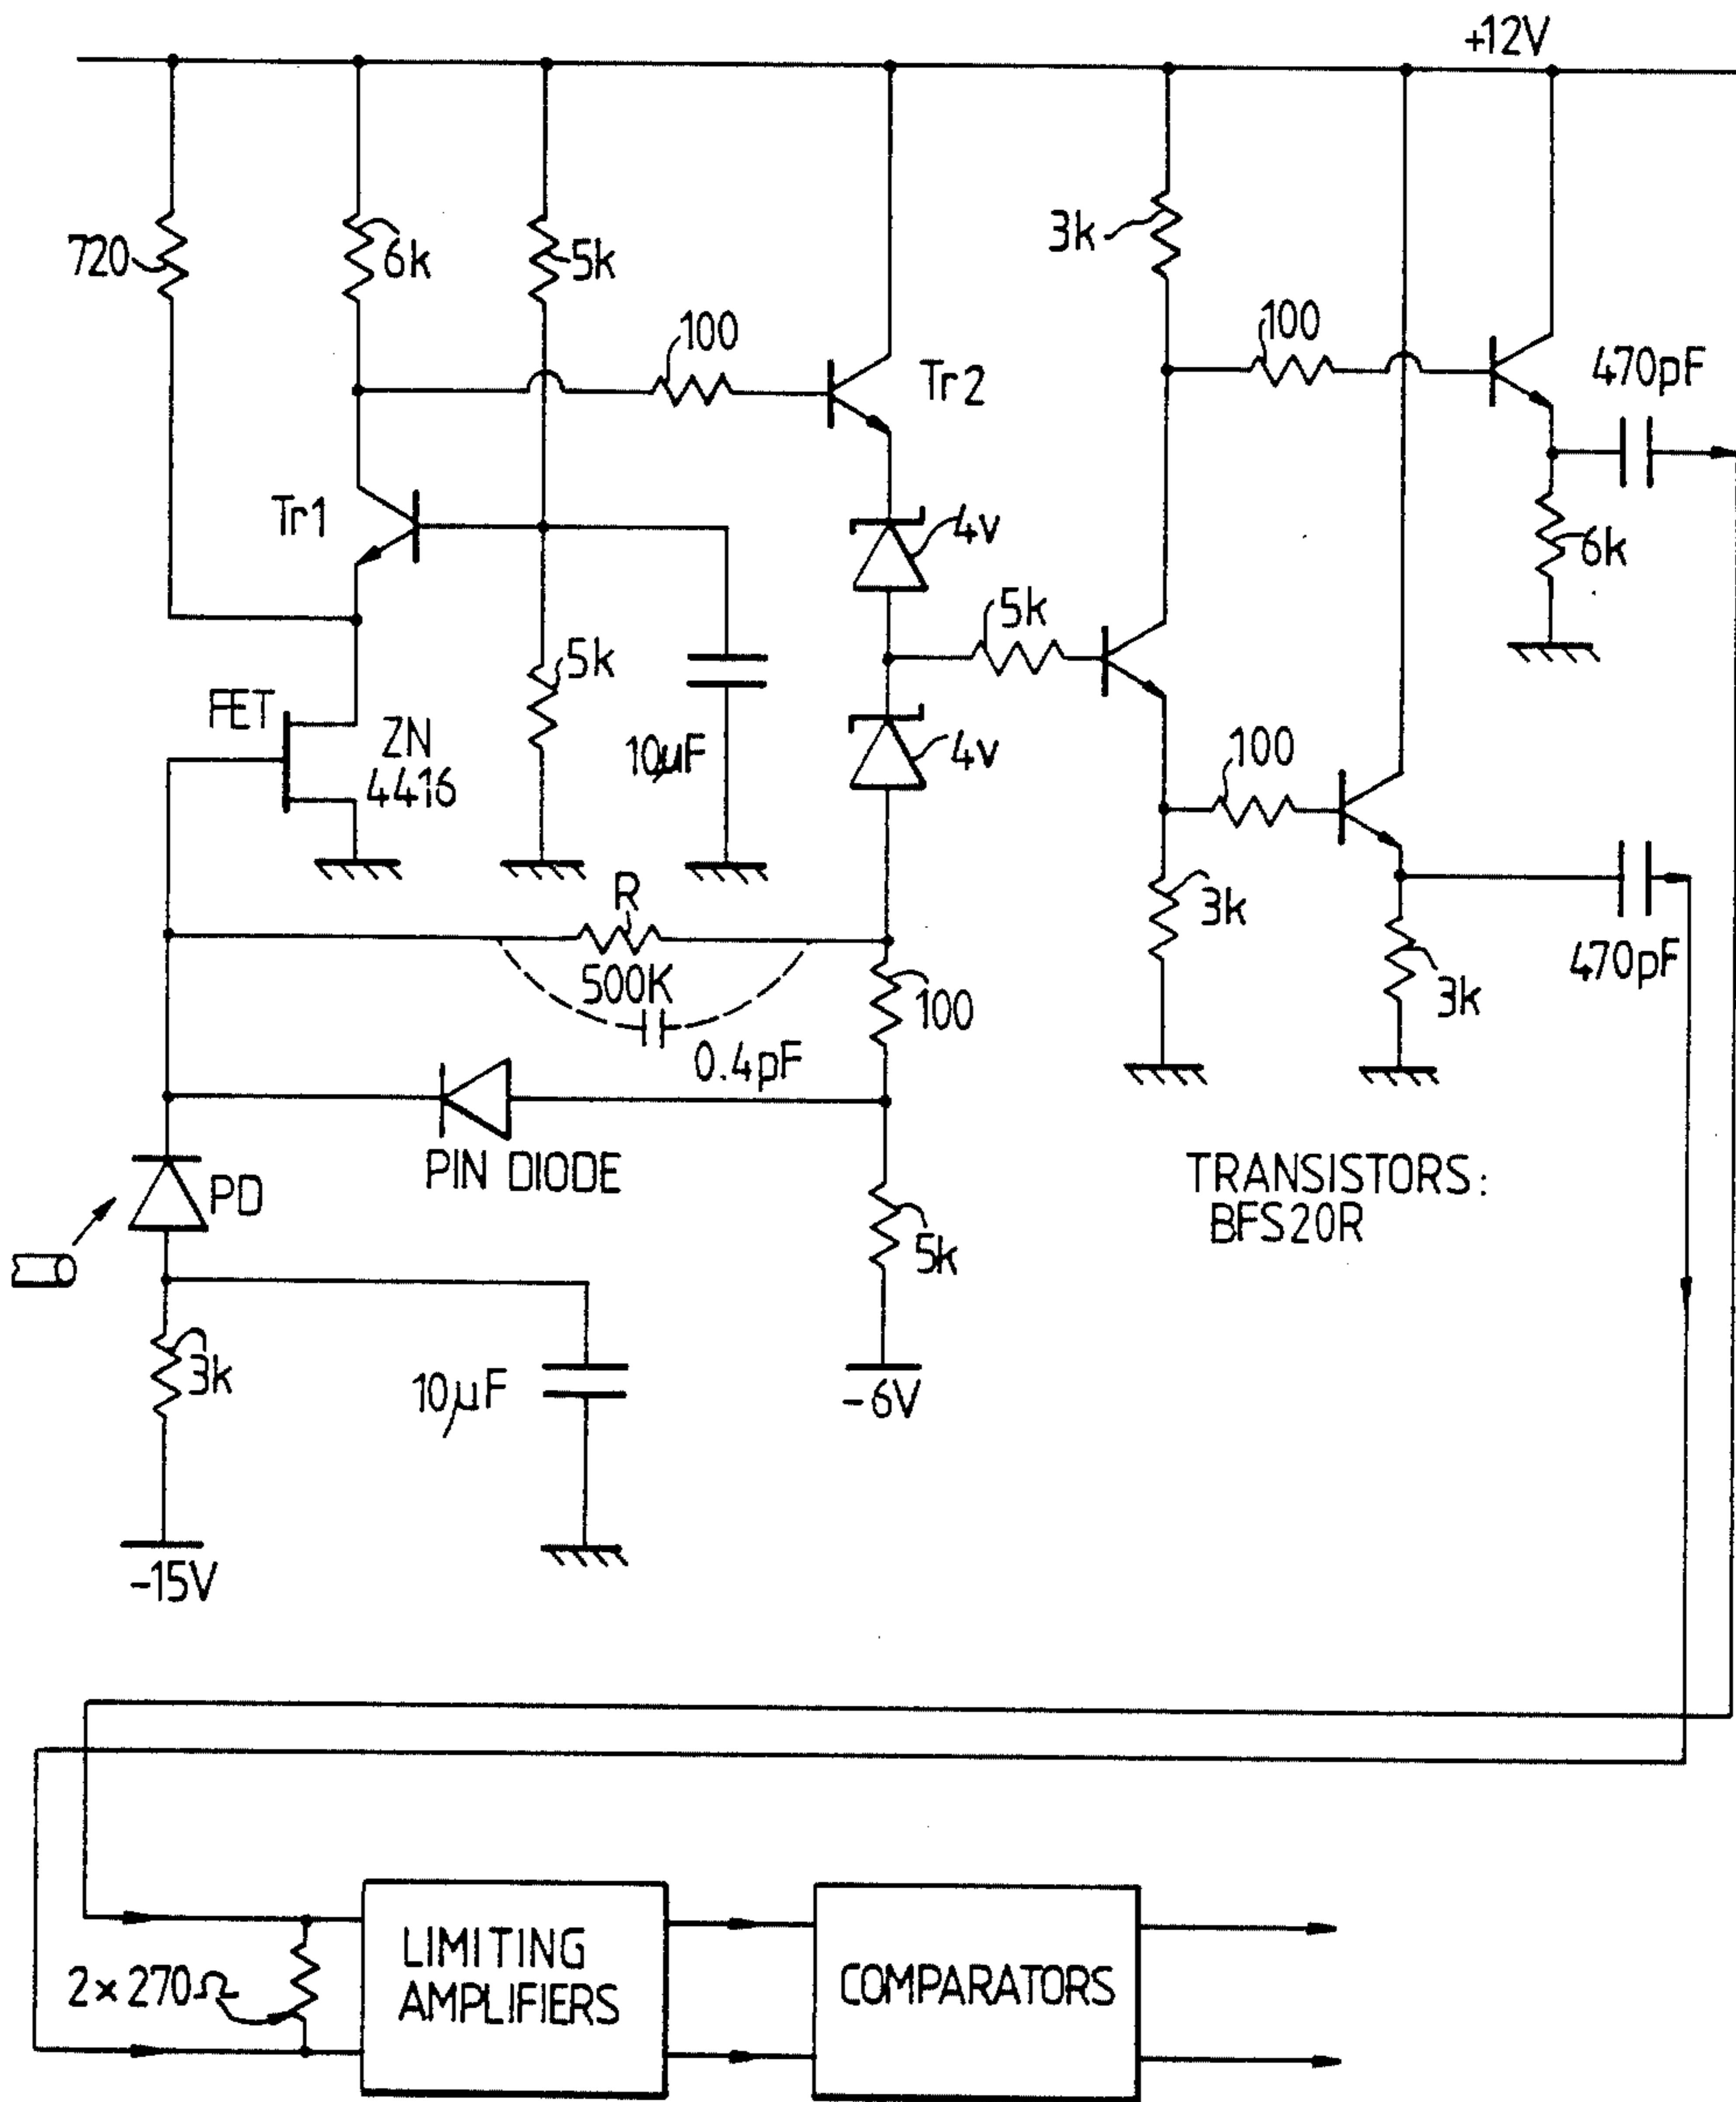 +12V
720
6k
5k
3k
100
100
Tr2
470pF
Tr1
4v
6k
5k
5k
FET
ZN
4416
10µF
4v
100
R
500K
100
3k
470pF
3k
0.4pF
PIN DIODE
PD
TRANSISTORS:
BFS20R
5k
3k
10µF
-6V
-15V
LIMITING
AMPLIFIERS
2 x 270Ω
COMPARATORS